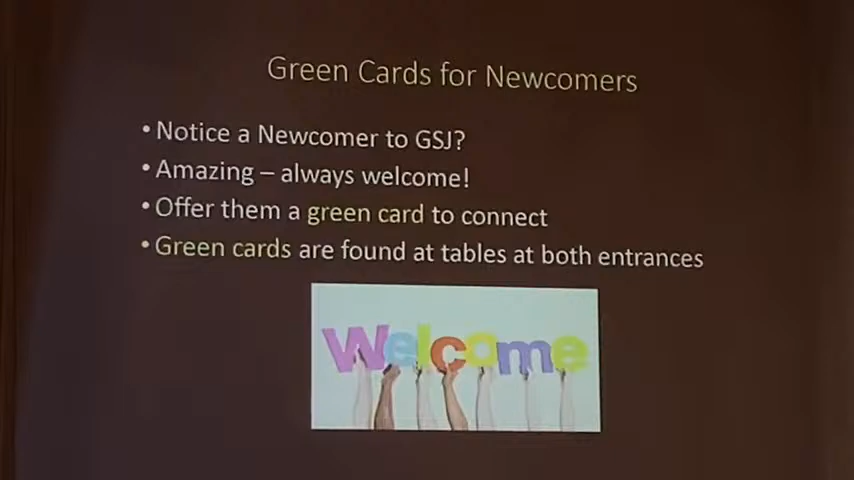 Green Cards for Newcomers
• Notice a Newcomer to GSJ?
• Amazing – always welcome!
• Offer them a green card to connect
• Green cards are found at tables at both entrances
Welcome